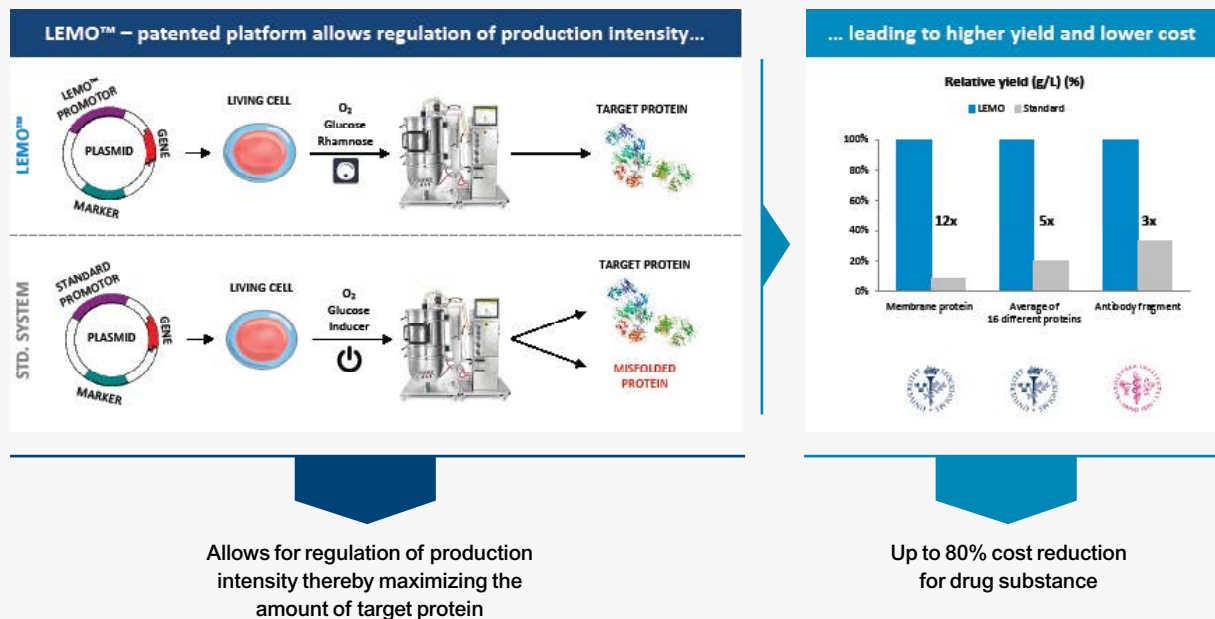 LEMO™ – patented platform allows regulation of production intensity…
LEMO™
LEMO™ PROMOTOR
PLASMID
GENE
MARKER
LIVING CELL
O₂
Glucose
Rhamnose
TARGET PROTEIN
STD. SYSTEM
STANDARD PROMOTOR
PLASMID
GENE
MARKER
LIVING CELL
O₂
Glucose
Inducer
TARGET PROTEIN
MISFOLDED
PROTEIN
Allows for regulation of production
intensity thereby maximizing the
amount of target protein
… leading to higher yield and lower cost
Relative yield (g/L) (%)
LEMO Standard
100%
80%
60%
40%
20%
0%
12x
5x
3x
Membrane protein
Average of
16 different proteins
Antibody fragment
Up to 80% cost reduction
for drug substance